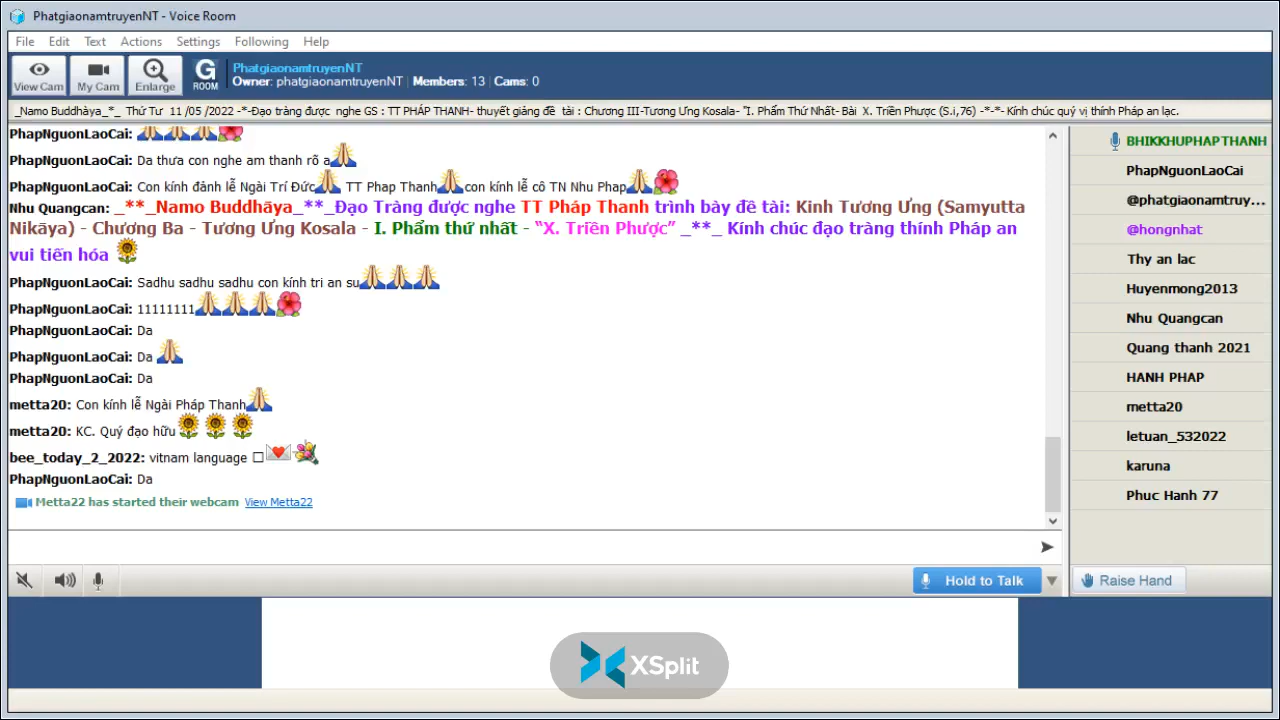 PhatgiaonamtruyenNT - Voice Room
File Edit Text Actions Settings Following Help
View Cam My Cam Enlarge G ROOM
PhatgiaonamtruyenNT
Owner: phatgiaonamtruyenNT | Members: 13 | Cams: 0
_Namo Buddhàya_*_ Thứ Tư 11 /05 /2022 -*-Đạo tràng được nghe GS : TT PHÁP THANH- thuyết giảng đề tài : Chương III-Tương Ưng Kosala- "I. Phẩm Thứ Nhất- Bài X. Triền Phược (S.i,76) -*-*- Kính chúc quý vị thính Pháp an lạc.
PhapNguonLaoCai:
PhapNguonLaoCai: Da thưa con nghe am thanh rõ a
PhapNguonLaoCai: Con kính đảnh lễ Ngài Trí Đức TT Phap Thanh con kính lễ cô TN Nhu Phap
Nhu Quangcan: _**_Namo Buddhāya_**_Đạo Tràng được nghe TT Pháp Thanh trình bày đề tài: Kinh Tương Ưng (Samyutta
Nikāya) - Chương Ba - Tương Ưng Kosala - I. Phẩm thứ nhất - “X. Triền Phược” _**_ Kính chúc đạo tràng thính Pháp an
vui tiến hóa
PhapNguonLaoCai: Sadhu sadhu sadhu con kính tri an su
PhapNguonLaoCai: 11111111
PhapNguonLaoCai: Da
PhapNguonLaoCai: Da
PhapNguonLaoCai: Da
metta20: Con kính lễ Ngài Pháp Thanh
metta20: KC. Quý đạo hữu
bee_today_2_2022: vitnam language □
PhapNguonLaoCai: Da
Metta22 has started their webcam View Metta22
Hold to Talk
BHIKKHUPHAPTHANH
PhapNguonLaoCai
@phatgiaonamtruy...
@hongnhat
Thy an lac
Huyenmong2013
Nhu Quangcan
Quang thanh 2021
HANH PHAP
metta20
letuan_532022
karuna
Phuc Hanh 77
Raise Hand
XSplit